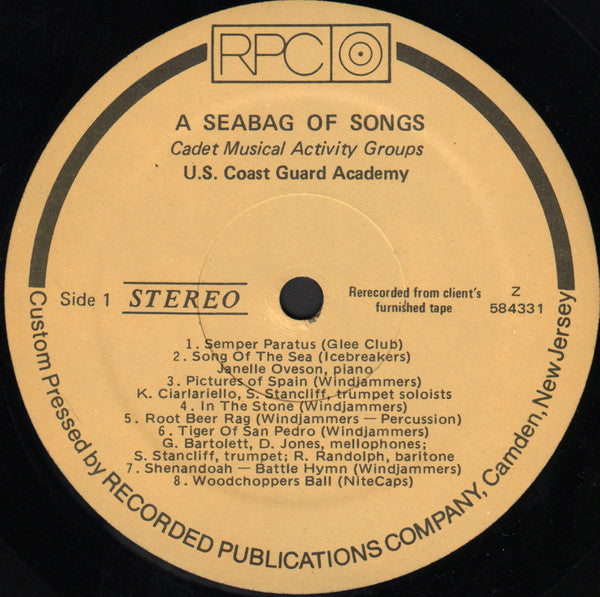 RPC
A SEABAG OF SONGS
Cadet Musical Activity Groups
U.S. Coast Guard Academy
Side 1 STEREO
Rerecorded from client's
furnished tape
Z
584331
1. Semper Paratus (Glee Club)
2. Song Of The Sea (Icebreakers)
Janelle Oveson, piano
3. Pictures of Spain (Windjammers)
K. Ciarlariello, S. Stancliff, trumpet soloists
4. In The Stone (Windjammers)
5. Root Beer Rag (Windjammers — Percussion)
6. Tiger Of San Pedro (Windjammers)
G. Bartolett, D. Jones, mellophones;
S. Stancliff, trumpet; R. Randolph, baritone
7. Shenandoah — Battle Hymn (Windjammers)
8. Woodchoppers Ball (NiteCaps)
Custom Pressed by RECORDED PUBLICATIONS COMPANY, Camden, New Jersey